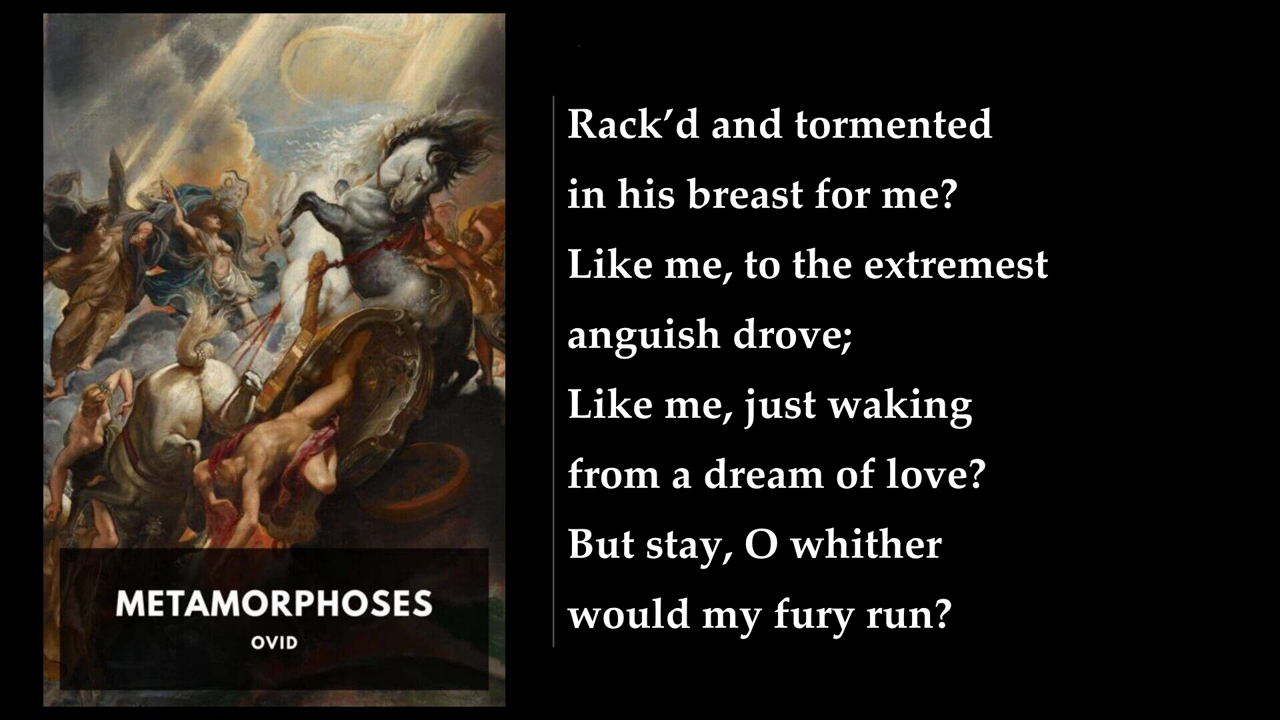 METAMORPHOSES
OVID
Rack’d and tormented
in his breast for me?
Like me, to the extremest
anguish drove;
Like me, just waking
from a dream of love?
But stay, O whither
would my fury run?